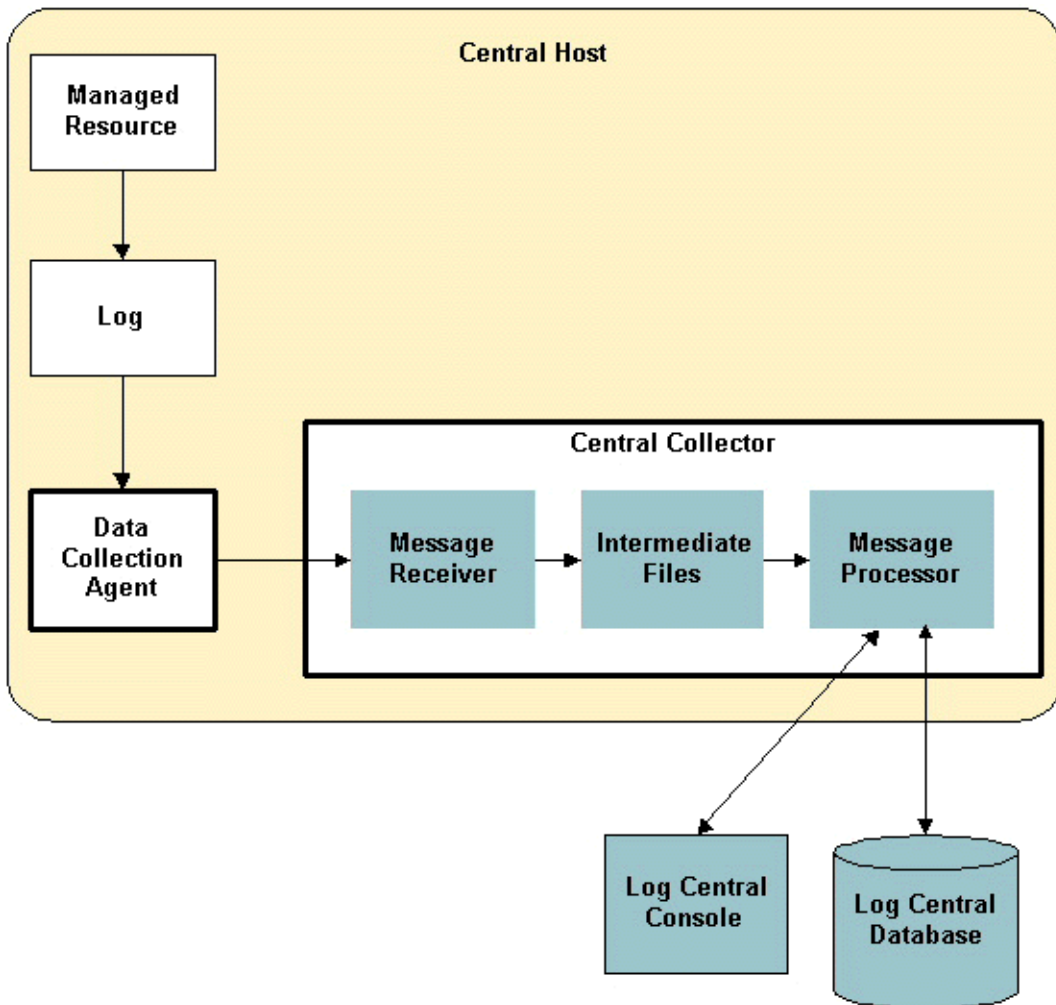 Central Host
Managed
Resource
Log
Central Collector
Data
Collection
Agent
Message
Receiver
Intermediate
Files
Message
Processor
Log Central
Console
Log Central
Database